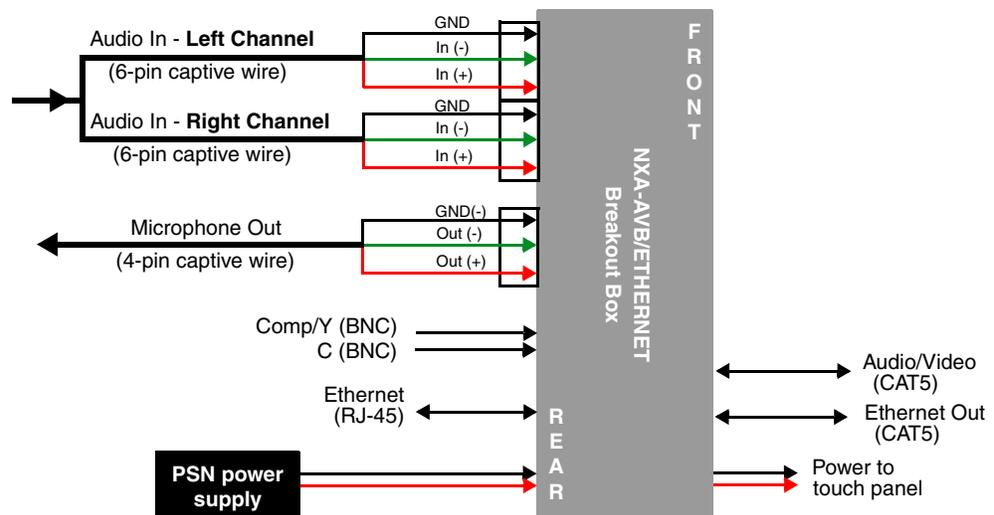 Audio In - Left Channel
(6-pin captive wire)
GND
In (-)
In (+)
Audio In - Right Channel
(6-pin captive wire)
GND
In (-)
In (+)
Microphone Out
(4-pin captive wire)
GND(-)
Out (-)
Out (+)
Comp/Y (BNC)
C (BNC)
Ethernet
(RJ-45)
PSN power
supply
REAR
NXA-AVB/ETHERNET
Breakout Box
FRONT
Audio/Video
(CAT5)
Ethernet Out
(CAT5)
Power to
touch panel